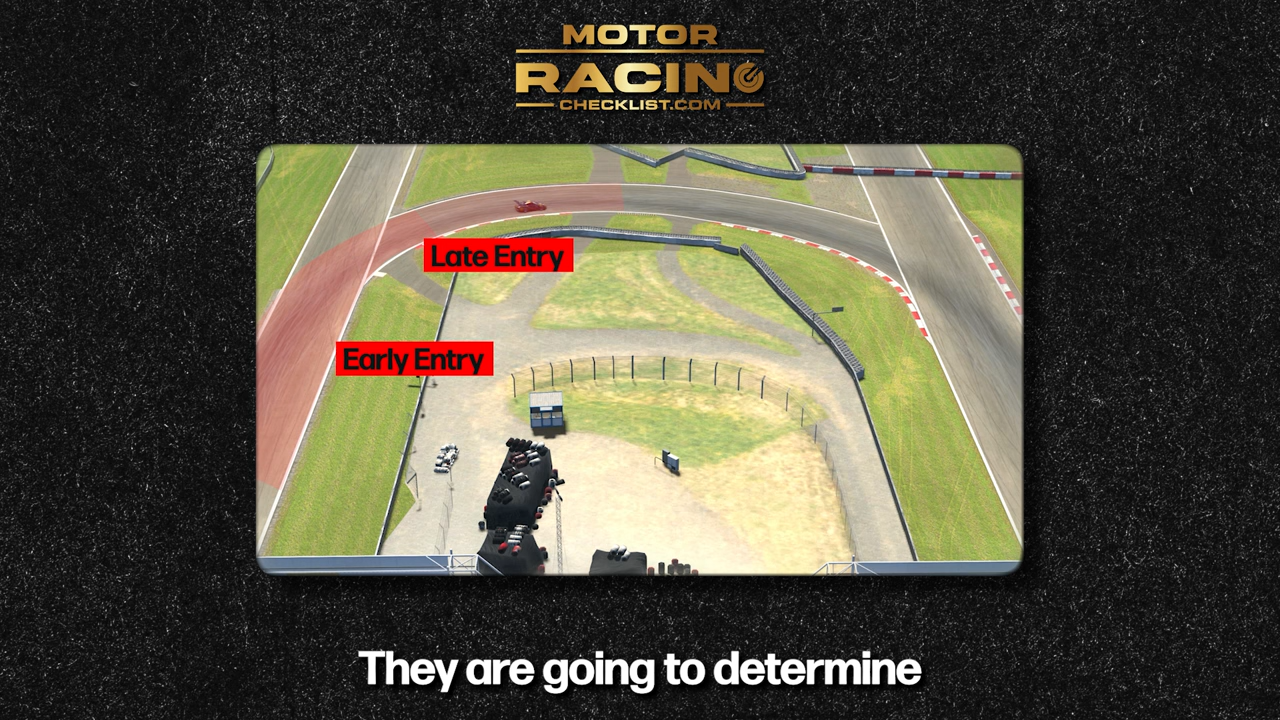 MOTOR
RACING
CHECKLIST.COM
Late Entry
Early Entry
They are going to determine